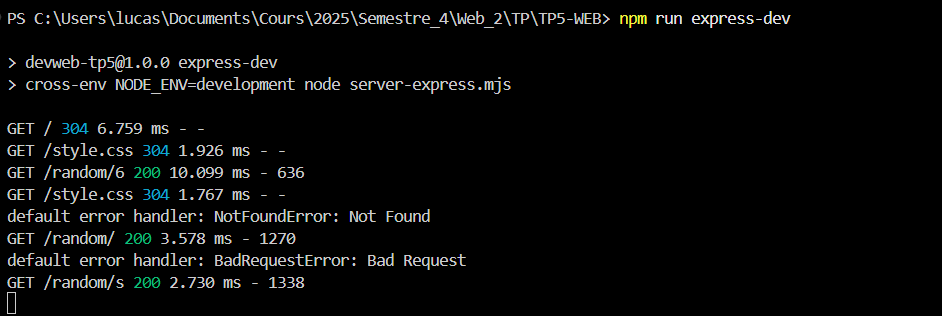 PS C:\Users\lucas\Documents\Cours\2025\Semestre_4\Web_2\TP\TP5-WEB> npm run express-dev
> devweb-tp5@1.0.0 express-dev
> cross-env NODE_ENV=development node server-express.mjs
GET / 304 6.759 ms - -
GET /style.css 304 1.926 ms - -
GET /random/6 200 10.099 ms - 636
GET /style.css 304 1.767 ms - -
default error handler: NotFoundError: Not Found
GET /random/ 200 3.578 ms - 1270
default error handler: BadRequestError: Bad Request
GET /random/s 200 2.730 ms - 1338